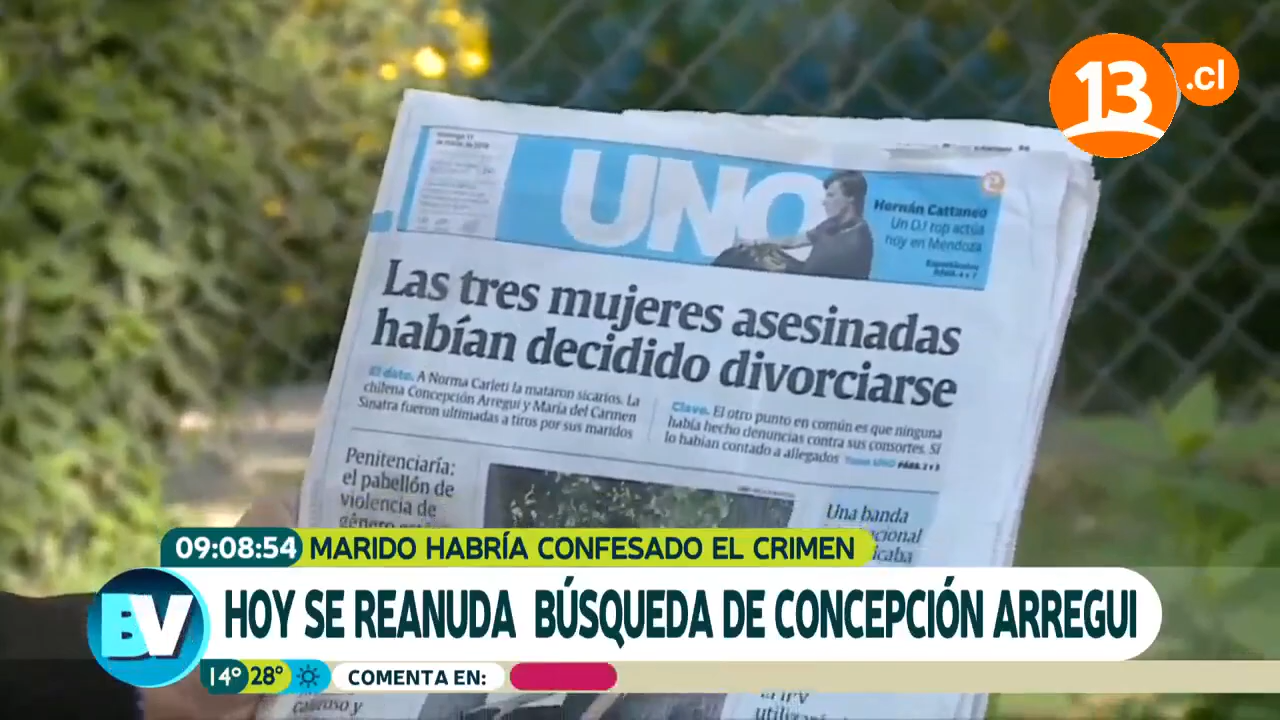 13.cl
UNO
Hernán Cattaneo
Un DJ top actúa
hoy en Mendoza
Espectáculos
Las tres mujeres asesinadas
habían decidido divorciarse
El dato. A Norma Carleti la mataron sicarios. La
chilena Concepción Arregui y María del Carmen
Sinatra fueron ultimadas a tiros por sus maridos
Clave. El otro punto en común es que ninguna
había hecho denuncias contra sus consortes. Sí
lo habían contado a allegados
Penitenciaría:
el pabellón de
violencia de
género
Una banda
09:08:54 MARIDO HABRÍA CONFESADO EL CRIMEN
BV HOY SE REANUDA BÚSQUEDA DE CONCEPCIÓN ARREGUI
14° 28° COMENTA EN: